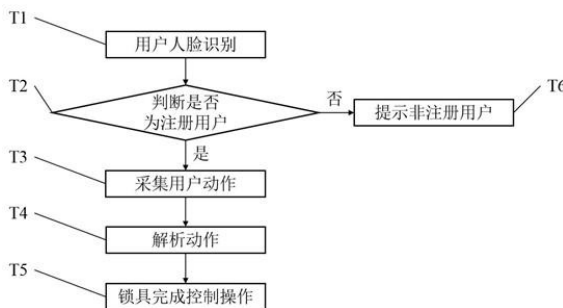 T1
用户人脸识别
T2
判断是否
为注册用户
否
提示非注册用户
T6
是
T3
采集用户动作
T4
解析动作
T5
锁具完成控制操作